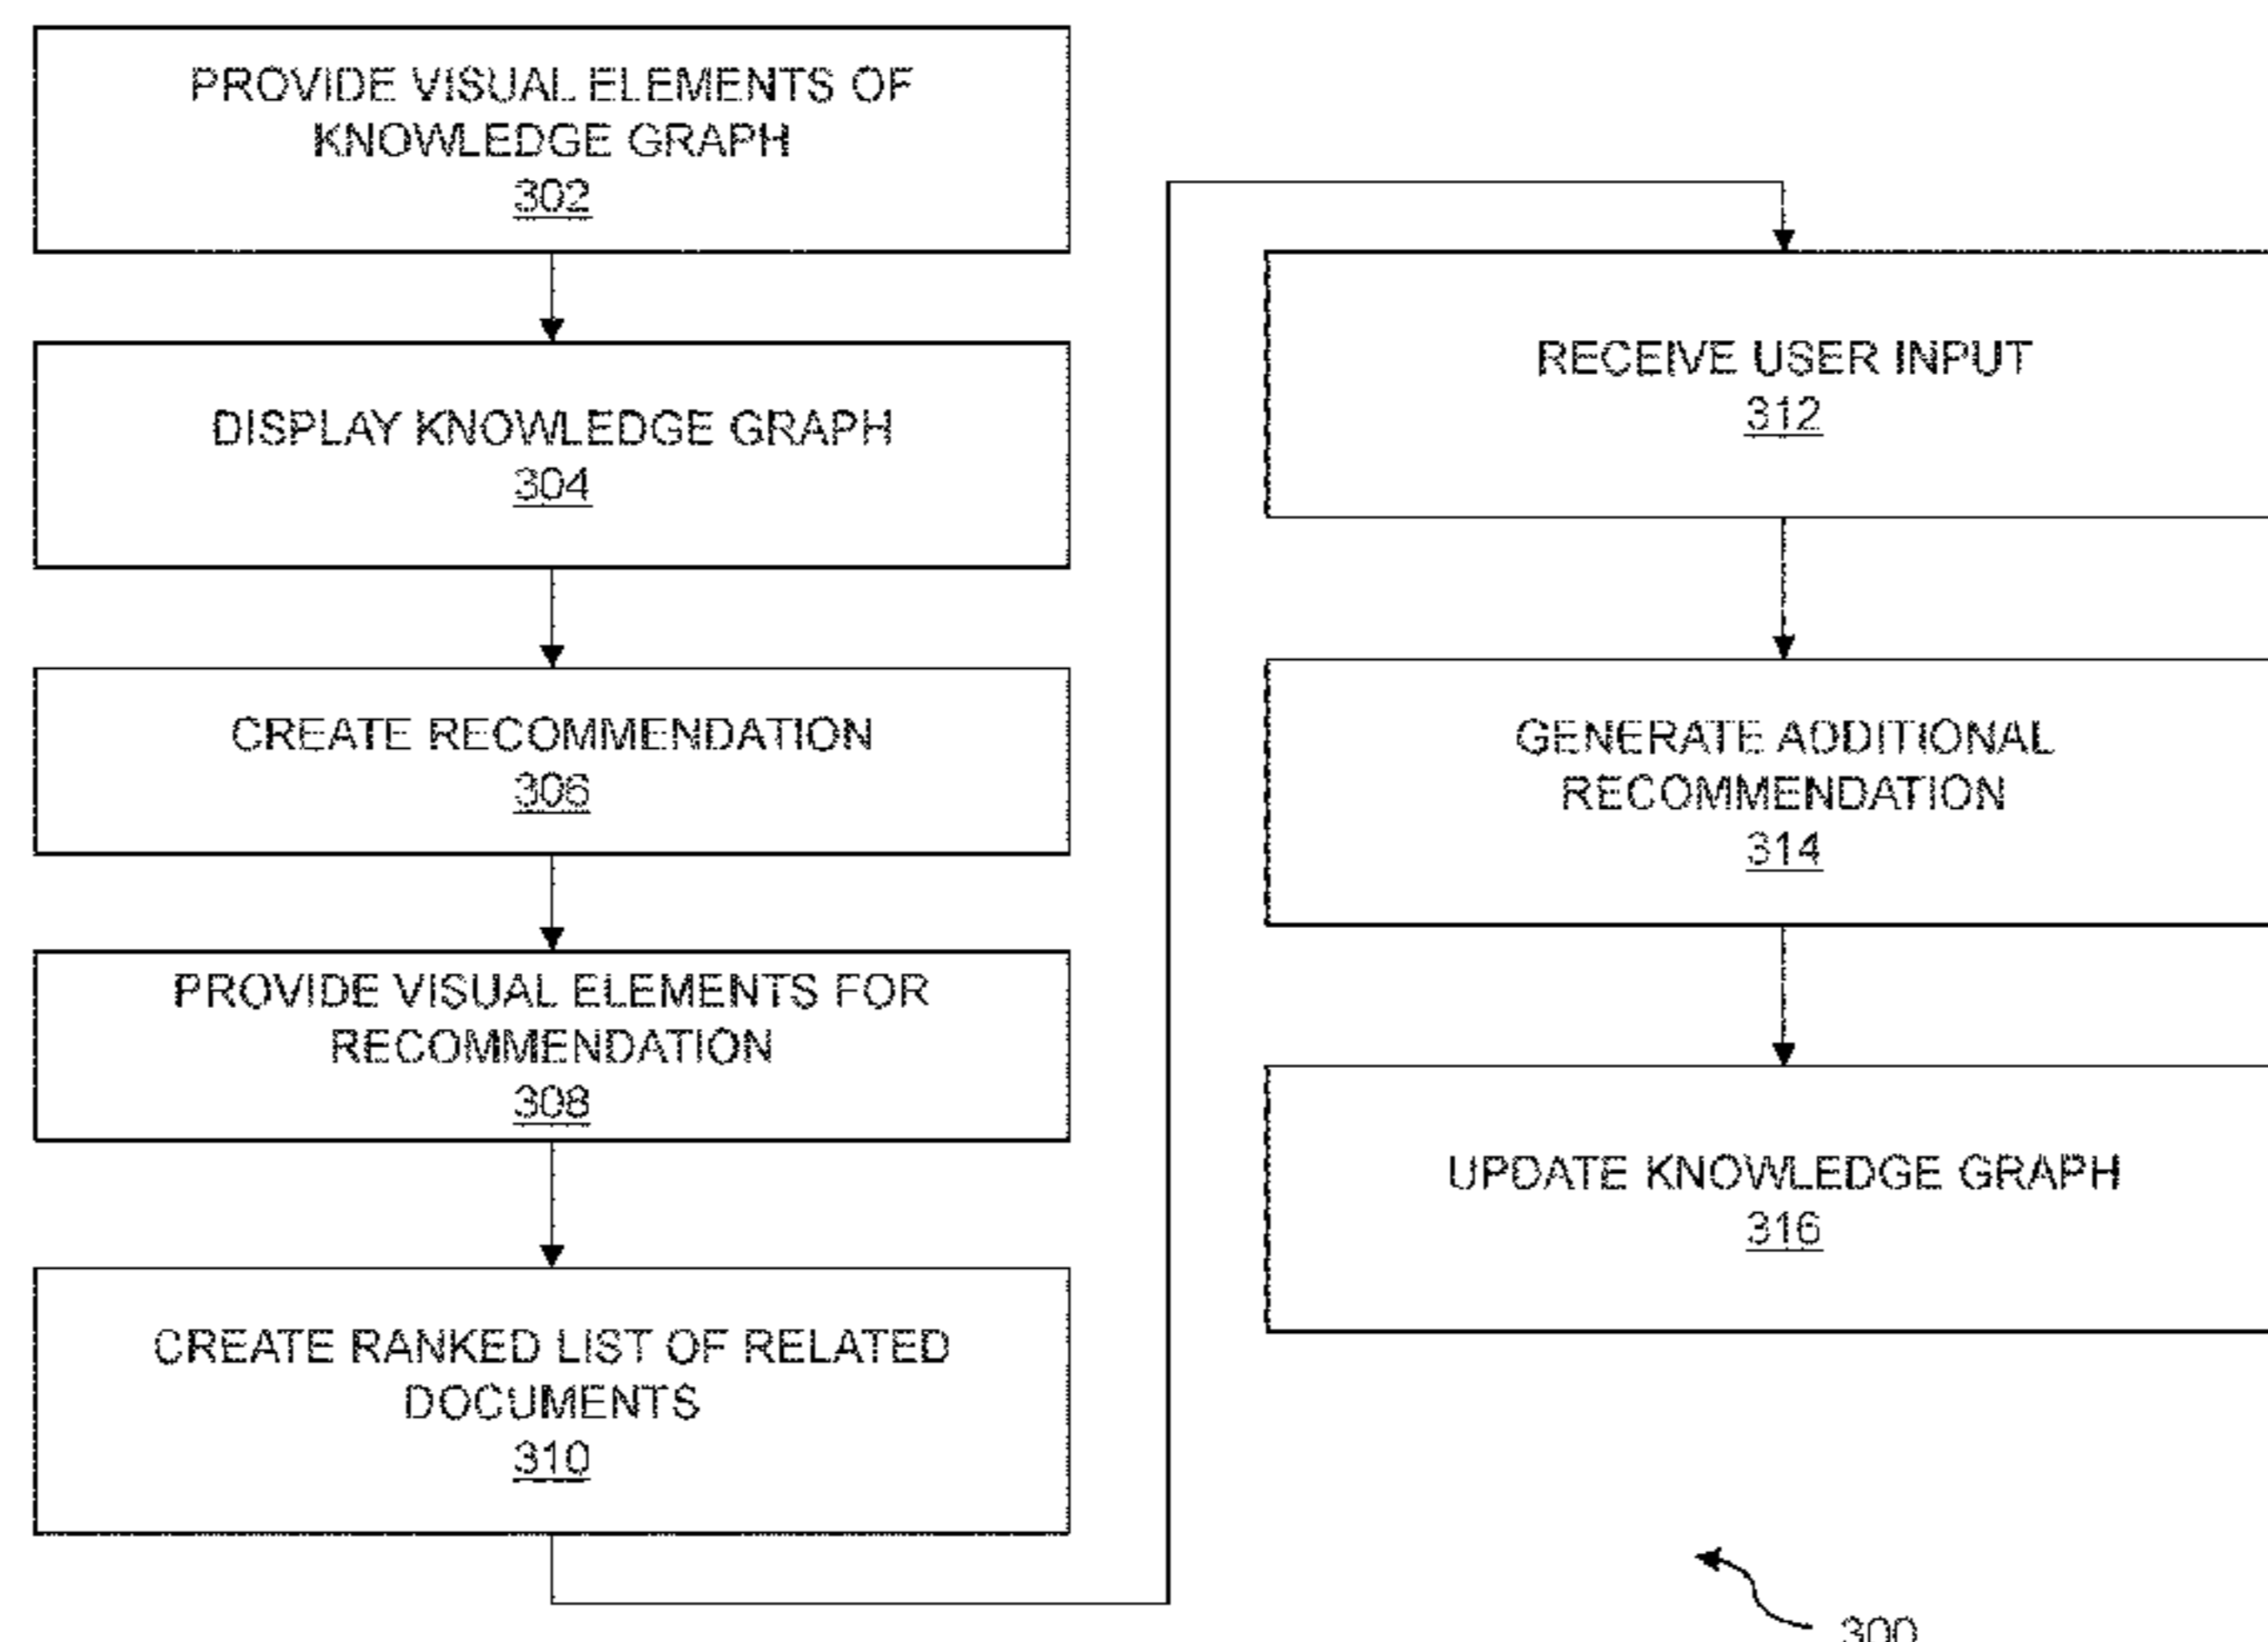 PROVIDE VISUAL ELEMENTS OF
KNOWLEDGE GRAPH
302
DISPLAY KNOWLEDGE GRAPH
304
CREATE RECOMMENDATION
306
PROVIDE VISUAL ELEMENTS FOR
RECOMMENDATION
308
CREATE RANKED LIST OF RELATED
DOCUMENTS
310
RECEIVE USER INPUT
312
GENERATE ADDITIONAL
RECOMMENDATION
314
UPDATE KNOWLEDGE GRAPH
316
300